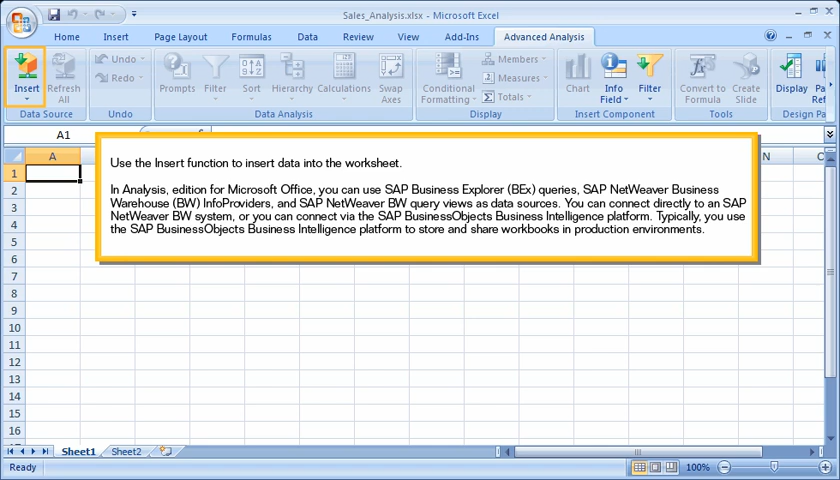 Sales_Analysis.xlsx - Microsoft Excel
Home Insert Page Layout Formulas Data Review View Add-Ins Advanced Analysis
Insert Refresh All Undo Redo Prompts Filter Sort Hierarchy Calculations Swap Axes Conditional Formatting Members Measures Totals Chart Info Field Filter Convert to Formula Create Slide Display
Data Source Undo Data Analysis Display Insert Component Tools Design Pa
A1
A N
Use the Insert function to insert data into the worksheet.
In Analysis, edition for Microsoft Office, you can use SAP Business Explorer (BEx) queries, SAP NetWeaver Business
Warehouse (BW) InfoProviders, and SAP NetWeaver BW query views as data sources. You can connect directly to an SAP
NetWeaver BW system, or you can connect via the SAP BusinessObjects Business Intelligence platform. Typically, you use
the SAP BusinessObjects Business Intelligence platform to store and share workbooks in production environments.
1
2
3
4
5
6
7
8
9
10
11
12
13
14
15
16
Sheet1 Sheet2
Ready 100%